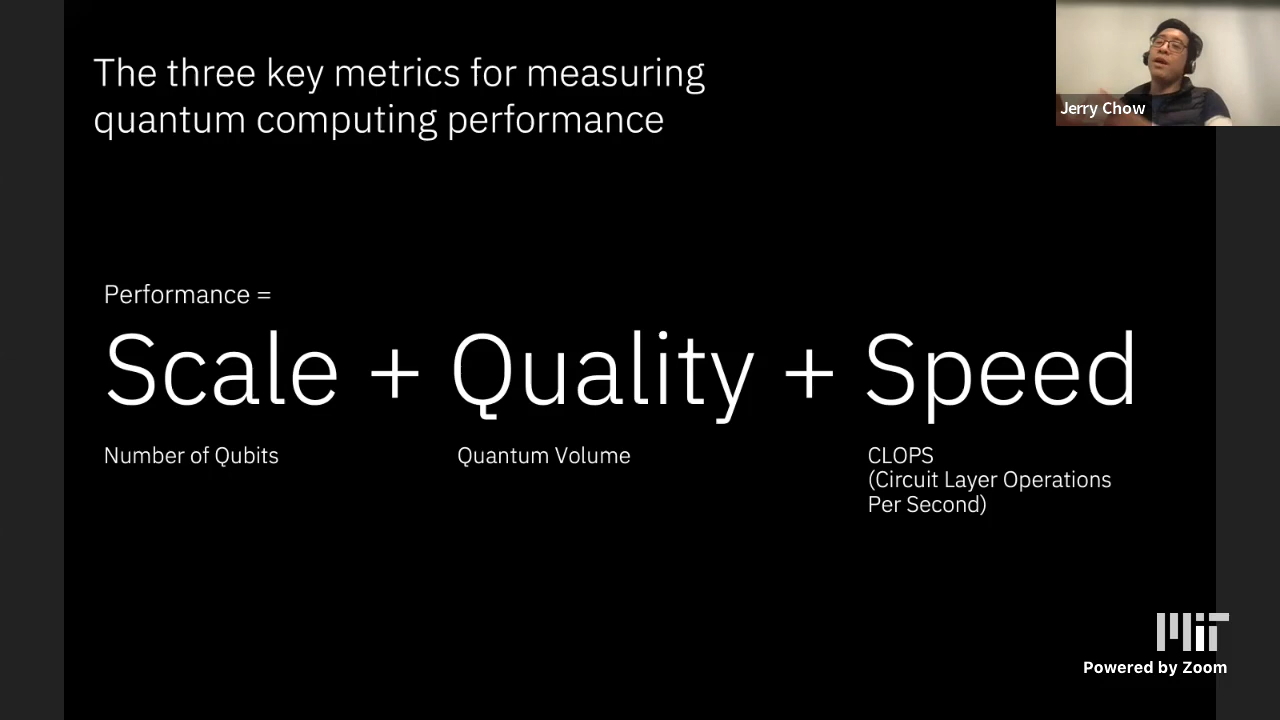 The three key metrics for measuring
quantum computing performance
Jerry Chow
Performance =
Scale + Quality + Speed
Number of Qubits
Quantum Volume
CLOPS
(Circuit Layer Operations
Per Second)
MIT
Powered by Zoom